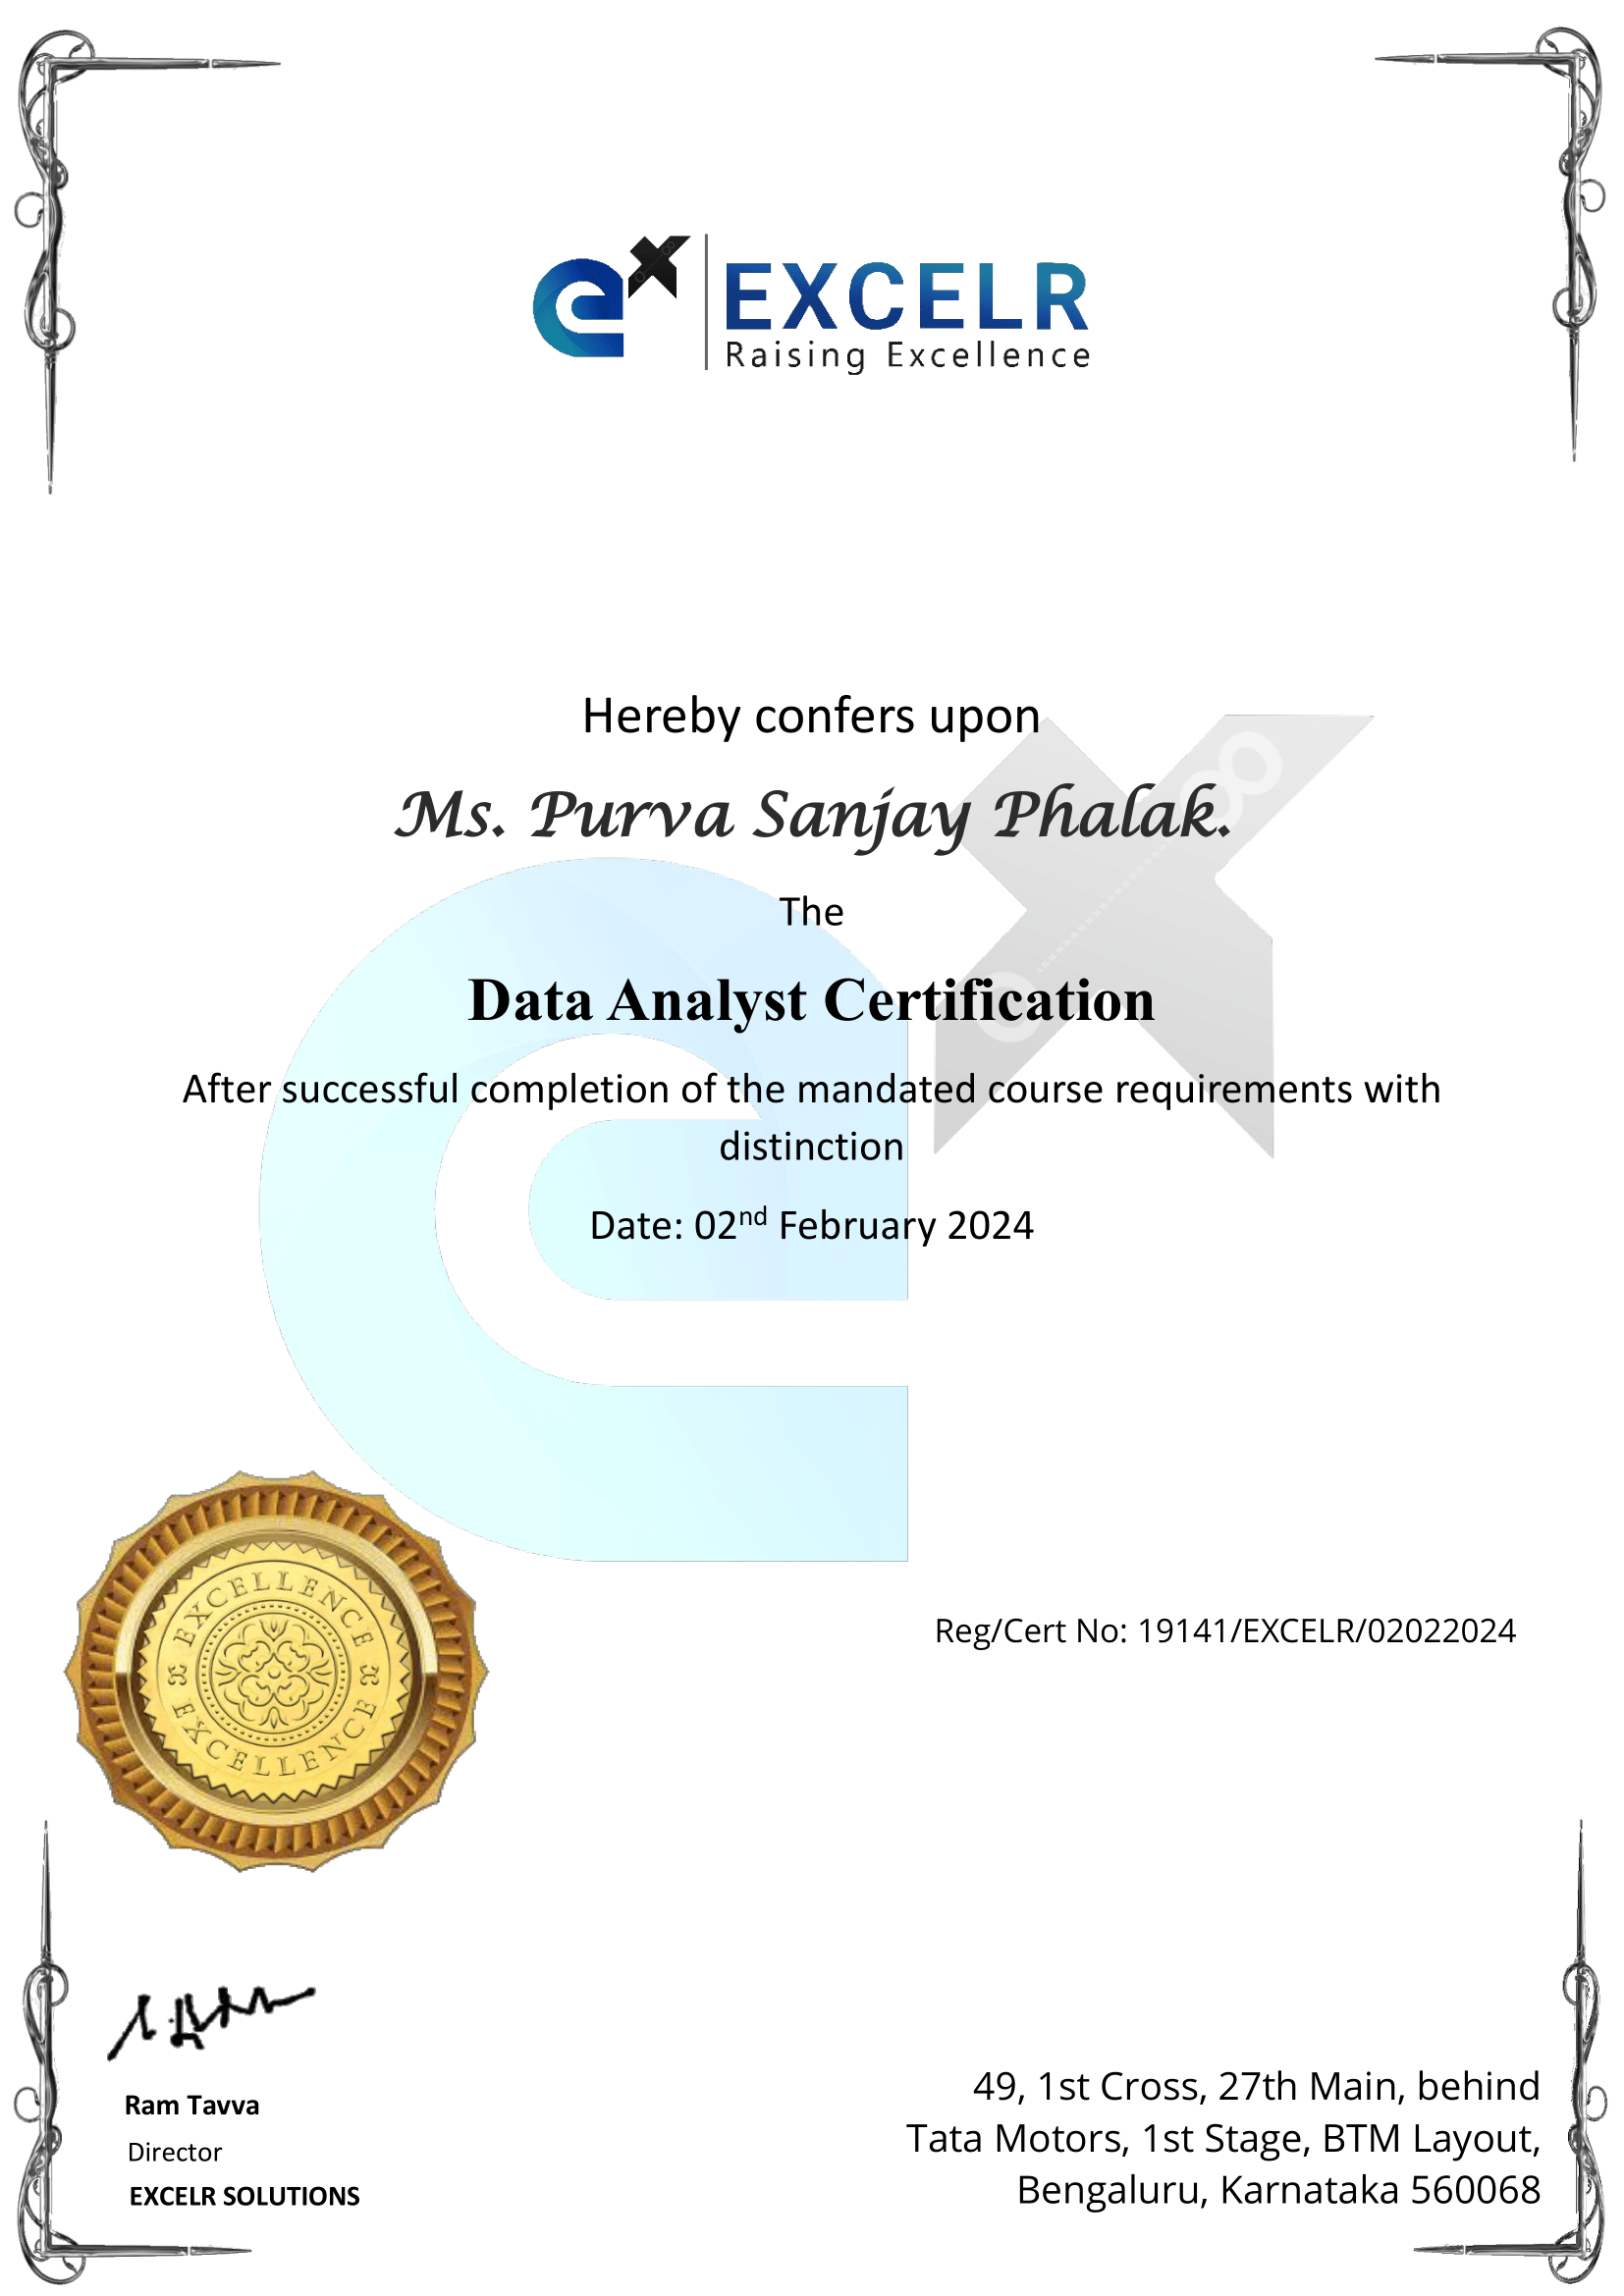 ex EXCELR
Raising Excellence
Hereby confers upon
Ms. Purva Sanjay Phalak.
The
Data Analyst Certification
After successful completion of the mandated course requirements with
distinction
Date: 02nd February 2024
EXCELLENCE
EXCELLENCE
Reg/Cert No: 19141/EXCELR/02022024
Ram Tavva
Director
EXCELR SOLUTIONS
49, 1st Cross, 27th Main, behind
Tata Motors, 1st Stage, BTM Layout,
Bengaluru, Karnataka 560068